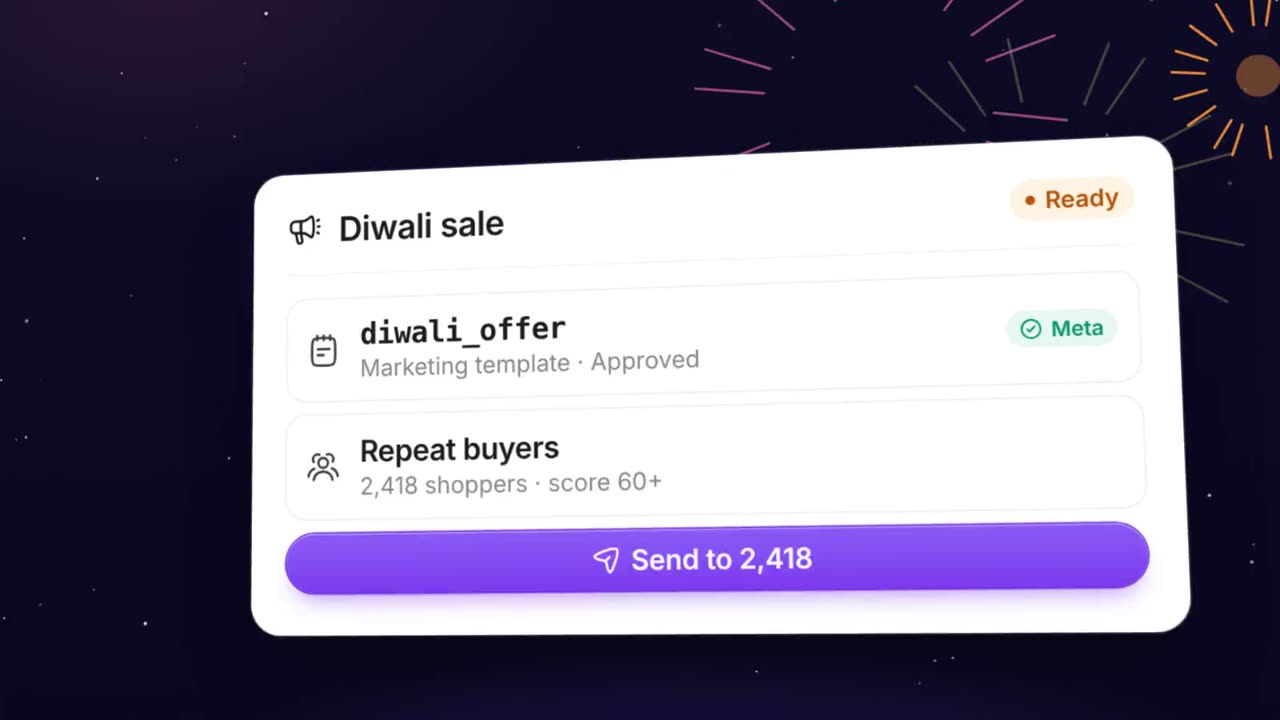 Diwali sale
Ready
diwali_offer
Marketing template · Approved
Meta
Repeat buyers
2,418 shoppers · score 60+
Send to 2,418